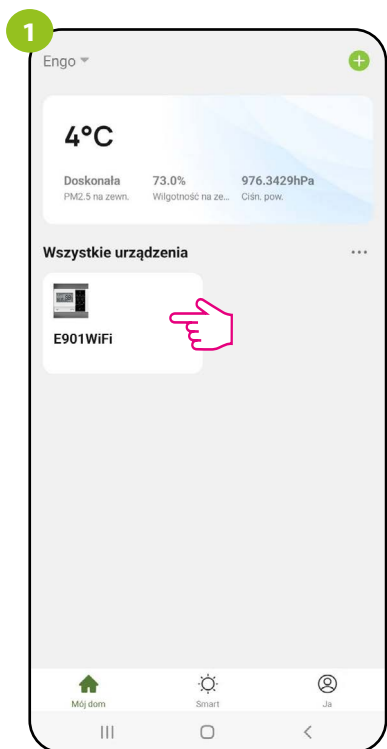 1
Engo
4°C
Doskonała 73.0% 976.3429hPa
PM2.5 na zewn. Wilgotność na ze... Ciśn. pow.
Wszystkie urządzenia
E901WiFi
Mój dom Smart Ja